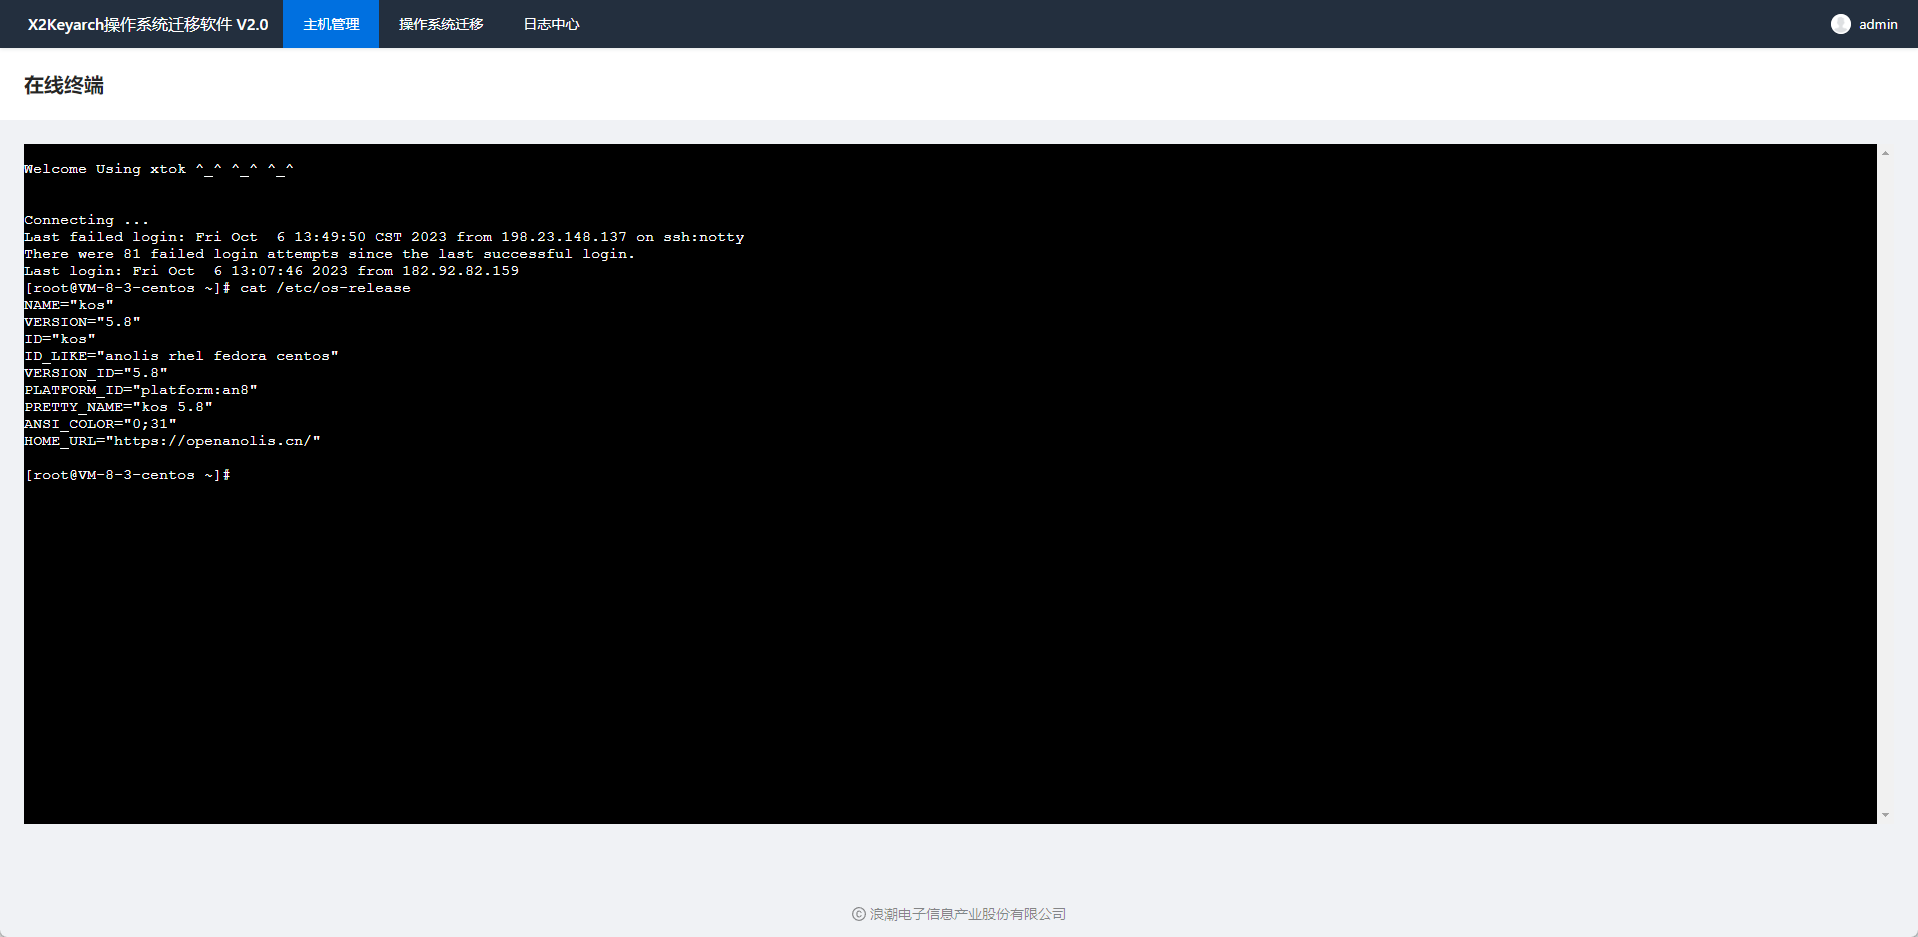 X2Keyarch操作系统迁移软件 V2.0 主机管理 操作系统迁移 日志中心 admin
在线终端
Welcome Using xtok ^_^ ^_^ ^_^
Connecting ...
Last failed login: Fri Oct  6 13:49:50 CST 2023 from 198.23.148.137 on ssh:notty
There were 81 failed login attempts since the last successful login.
Last login: Fri Oct  6 13:07:46 2023 from 182.92.82.159
[root@VM-8-3-centos ~]# cat /etc/os-release
NAME="kos"
VERSION="5.8"
ID="kos"
ID_LIKE="anolis rhel fedora centos"
VERSION_ID="5.8"
PLATFORM_ID="platform:an8"
PRETTY_NAME="kos 5.8"
ANSI_COLOR="0;31"
HOME_URL="https://openanolis.cn/"
[root@VM-8-3-centos ~]#
© 浪潮电子信息产业股份有限公司